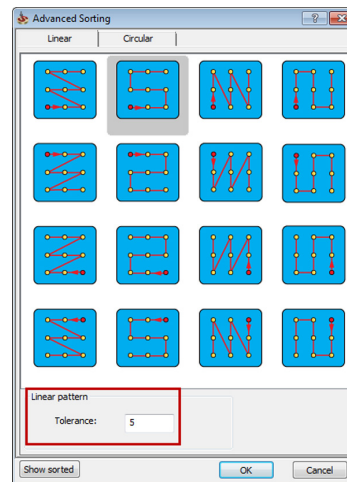 Advanced Sorting
Linear Circular
Linear pattern
Tolerance: 5
Show sorted OK Cancel